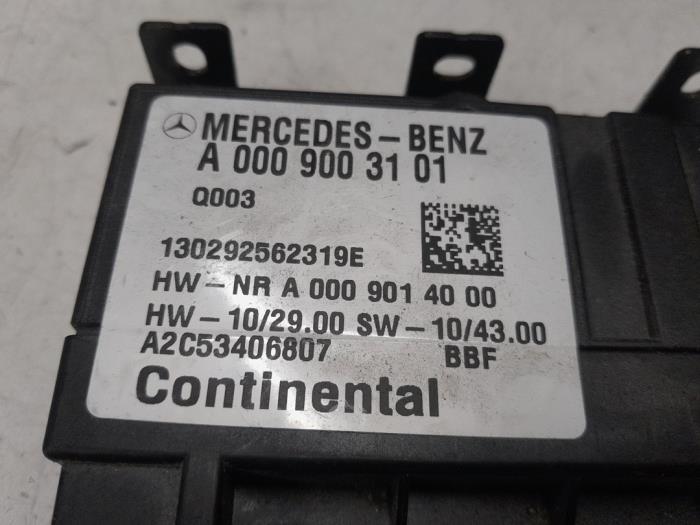 MERCEDES-BENZ
A 000 900 31 01
Q003
130292562319E
HW-NR A 000 901 40 00
HW-10/29.00 SW-10/43.00
A2C53406807 BBF
Continental